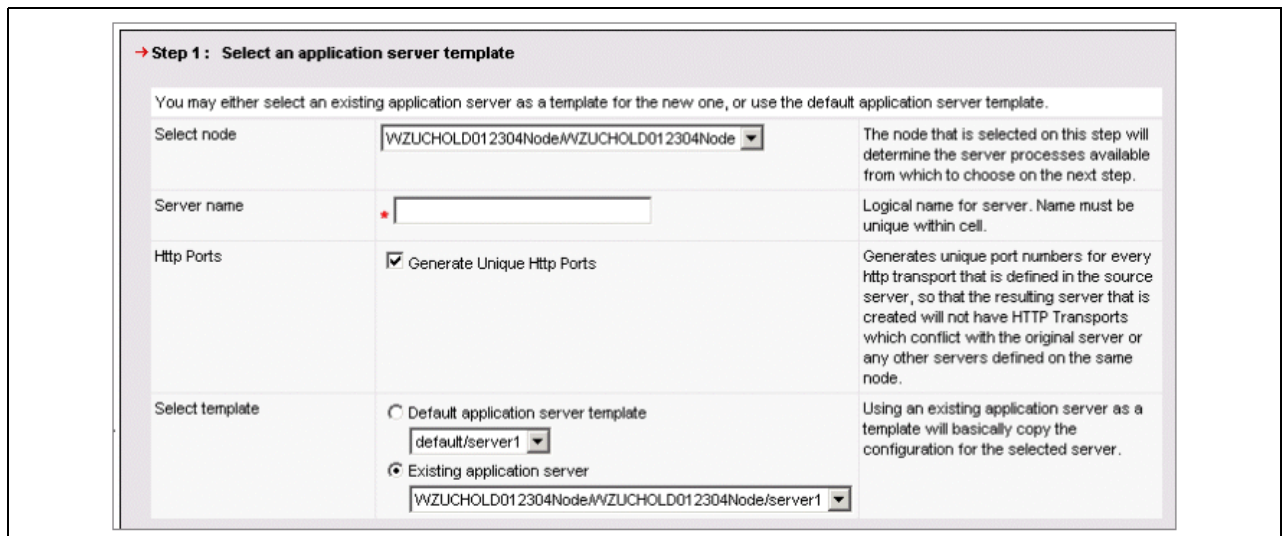 → Step 1 : Select an application server template
You may either select an existing application server as a template for the new one, or use the default application server template.
Select node
WZUCHOLD012304Node/WZUCHOLD012304Node
The node that is selected on this step will
determine the server processes available
from which to choose on the next step.
Server name
*
Logical name for server. Name must be
unique within cell.
Http Ports
Generate Unique Http Ports
Generates unique port numbers for every
http transport that is defined in the source
server, so that the resulting server that is
created will not have HTTP Transports
which conflict with the original server or
any other servers defined on the same
node.
Select template
Default application server template
default/server1
Existing application server
WZUCHOLD012304Node/WZUCHOLD012304Node/server1
Using an existing application server as a
template will basically copy the
configuration for the selected server.